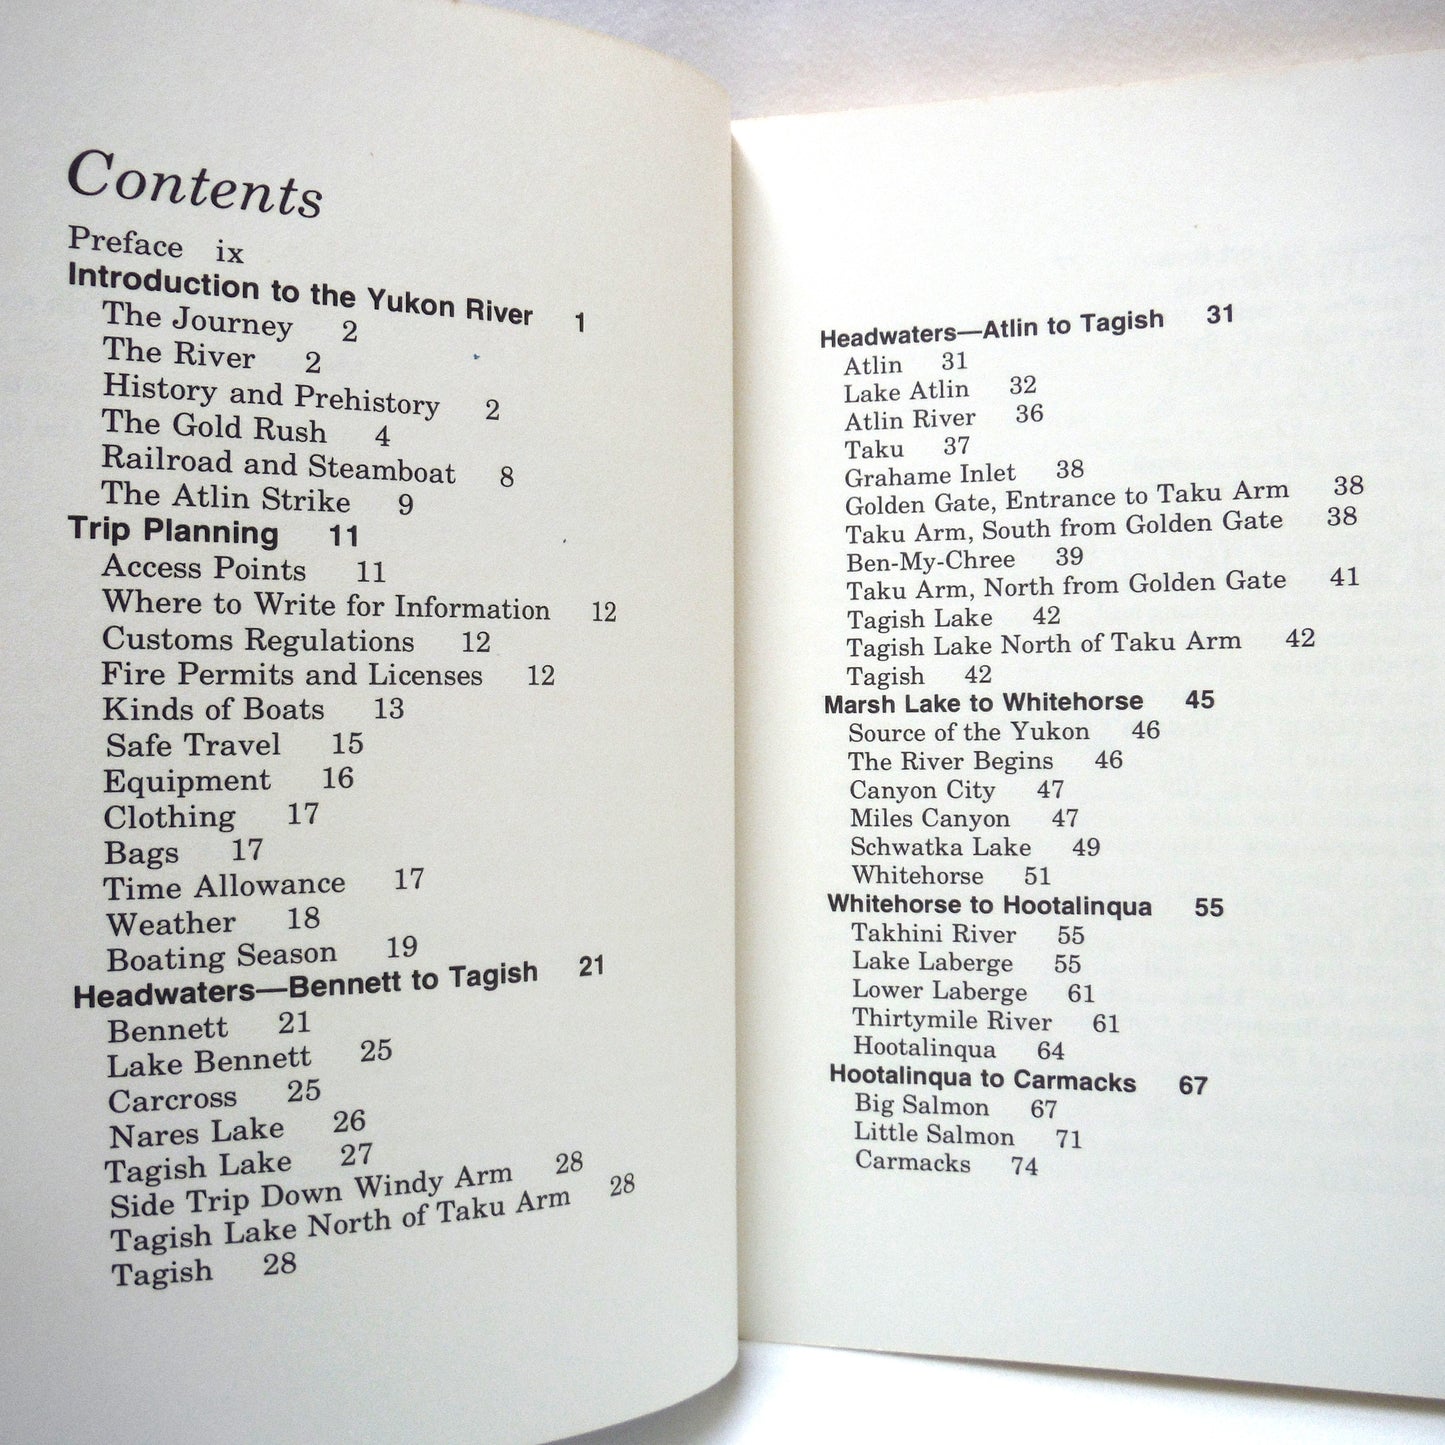 Contents
Preface ix
Introduction to the Yukon River 1
The Journey 2
The River 2
History and Prehistory 2
The Gold Rush 4
Railroad and Steamboat 8
The Atlin Strike 9
Trip Planning 11
Access Points 11
Where to Write for Information 12
Customs Regulations 12
Fire Permits and Licenses 12
Kinds of Boats 13
Safe Travel 15
Equipment 16
Clothing 17
Bags 17
Time Allowance 17
Weather 18
Boating Season 19
Headwaters—Bennett to Tagish 21
Bennett 21
Lake Bennett 25
Carcross 25
Nares Lake 26
Tagish Lake 27
Side Trip Down Windy Arm 28
Tagish Lake North of Taku Arm 28
Tagish 28
Headwaters—Atlin to Tagish 31
Atlin 31
Lake Atlin 32
Atlin River 36
Taku 37
Grahame Inlet 38
Golden Gate, Entrance to Taku Arm 38
Taku Arm, South from Golden Gate 38
Ben-My-Chree 39
Taku Arm, North from Golden Gate 41
Tagish Lake 42
Tagish Lake North of Taku Arm 42
Tagish 42
Marsh Lake to Whitehorse 45
Source of the Yukon 46
The River Begins 46
Canyon City 47
Miles Canyon 47
Schwatka Lake 49
Whitehorse 51
Whitehorse to Hootalinqua 55
Takhini River 55
Lake Laberge 55
Lower Laberge 61
Thirtymile River 61
Hootalinqua 64
Hootalinqua to Carmacks 67
Big Salmon 67
Little Salmon 71
Carmacks 74